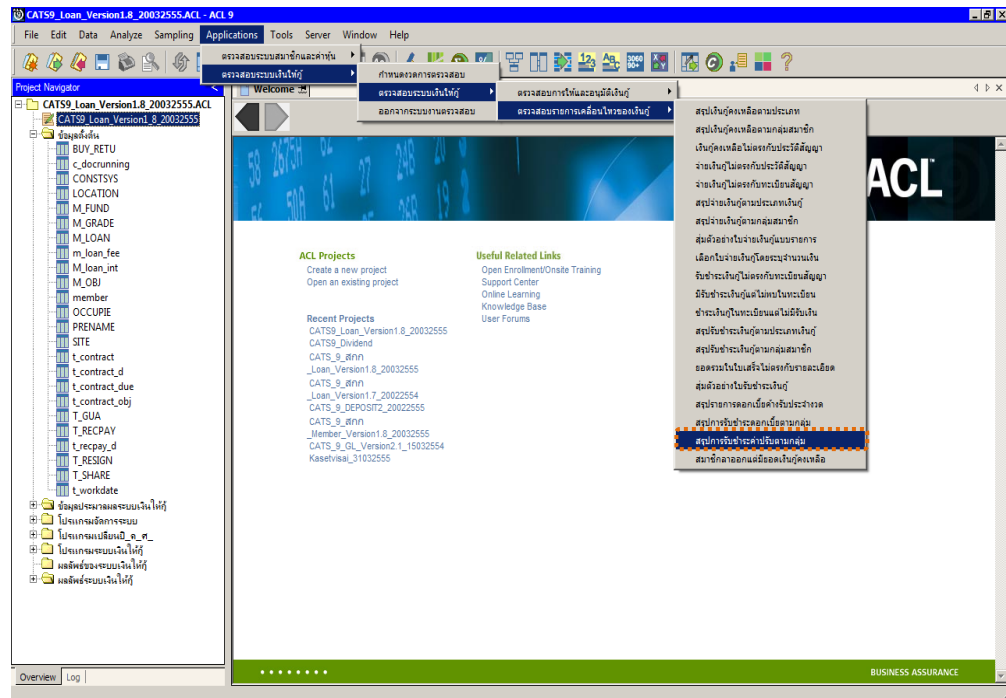 CATS9_Loan_Version1.8_20032555.ACL - ACL 9
File Edit Data Analyze Sampling Applications Tools Server Window Help
ตรวจสอบระบบสมาชิกและค่าหุ้น
ตรวจสอบระบบเงินให้กู้
กำหนดงวดการตรวจสอบ
ตรวจสอบระบบเงินให้กู้
ออกจากระบบงานตรวจสอบ
ตรวจสอบการให้และอนุมัติเงินกู้
ตรวจสอบรายการเคลื่อนไหวของเงินกู้
สรุปเงินกู้คงเหลือตามประเภท
สรุปเงินกู้คงเหลือตามกลุ่มสมาชิก
เงินกู้คงเหลือไม่ตรงกับประวัติสัญญา
จ่ายเงินกู้ไม่ตรงกับประวัติสัญญา
จ่ายเงินกู้ไม่ตรงกับทะเบียนสัญญา
สรุปจ่ายเงินกู้ตามประเภทเงินกู้
สรุปจ่ายเงินกู้ตามกลุ่มสมาชิก
สุ่มตัวอย่างใบจ่ายเงินกู้แบบรายการ
เลือกใบจ่ายเงินกู้โดยระบุจำนวนเงิน
รับชำระเงินกู้ไม่ตรงกับทะเบียนสัญญา
มีรับชำระเงินกู้แต่ไม่พบในทะเบียน
ชำระเงินกู้ในทะเบียนแต่ไม่มีรับเงิน
สรุปรับชำระเงินกู้ตามประเภทเงินกู้
สรุปรับชำระเงินกู้ตามกลุ่มสมาชิก
ยอดรวมในใบเสร็จไม่ตรงกับรายละเอียด
สุ่มตัวอย่างใบรับชำระเงินกู้
สรุปรายการดอกเบี้ยค้างรับประจำงวด
สรุปการรับชำระดอกเบี้ยตามกลุ่ม
สรุปการรับชำระค่าปรับตามกลุ่ม
สมาชิกลาออกแต่มียอดเงินกู้คงเหลือ
Project Navigator
CATS9_Loan_Version1.8_20032555.ACL
CATS9_Loan_Version1_8_20032555
ข้อมูลตั้งต้น
BUY_RETU
c_docrunning
CONSTSYS
LOCATION
M_FUND
M_GRADE
M_LOAN
m_loan_fee
M_loan_int
M_OBJ
member
OCCUPIE
PRENAME
SITE
t_contract
t_contract_d
t_contract_due
t_contract_obj
T_GUA
T_RECPAY
t_recpay_d
T_RESIGN
T_SHARE
t_workdate
ข้อมูลประมวลผลระบบเงินให้กู้
โปรแกรมจัดการระบบ
โปรแกรมเปลี่ยนปี_ค_ศ_
โปรแกรมระบบเงินให้กู้
ผลลัพธ์ของระบบเงินให้กู้
ผลลัพธ์ระบบเงินให้กู้
Overview Log
Welcome
ACL
ACL Projects
Create a new project
Open an existing project
Recent Projects
CATS9_Loan_Version1.8_20032555
CATS9_Dividend
CATS_9_สกก
_Loan_Version1.8_20032555
CATS_9_สกก
_Loan_Version1.7_20022554
CATS_9_DEPOSIT2_20022555
CATS_9_สกก
_Member_Version1.8_20032555
CATS_9_GL_Version2.1_15032554
Kasetvisai_31032555
Useful Related Links
Open Enrollment/Onsite Training
Support Center
Online Learning
Knowledge Base
User Forums
BUSINESS ASSURANCE